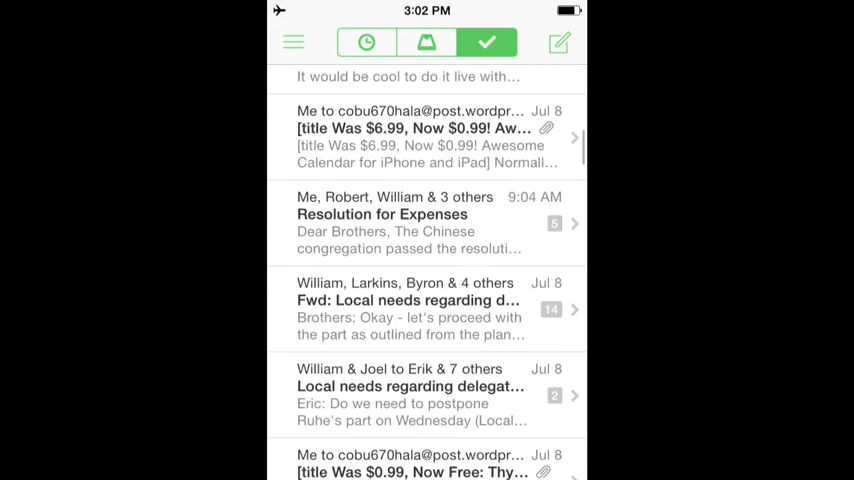 3:02 PM
It would be cool to do it live with…
Me to cobu670hala@post.wordpr… Jul 8
[title Was $6.99, Now $0.99! Aw…
[title Was $6.99, Now $0.99! Awesome
Calendar for iPhone and iPad] Normall…
Me, Robert, William & 3 others 9:04 AM
Resolution for Expenses
Dear Brothers, The Chinese 5
congregation passed the resoluti…
William, Larkins, Byron & 4 others Jul 8
Fwd: Local needs regarding d…
Brothers: Okay - let's proceed with 14
the part as outlined from the plan…
William & Joel to Erik & 7 others Jul 8
Local needs regarding delegat…
Eric: Do we need to postpone 2
Ruhe's part on Wednesday (Local…
Me to cobu670hala@post.wordpr… Jul 8
[title Was $0.99, Now Free: Thy…